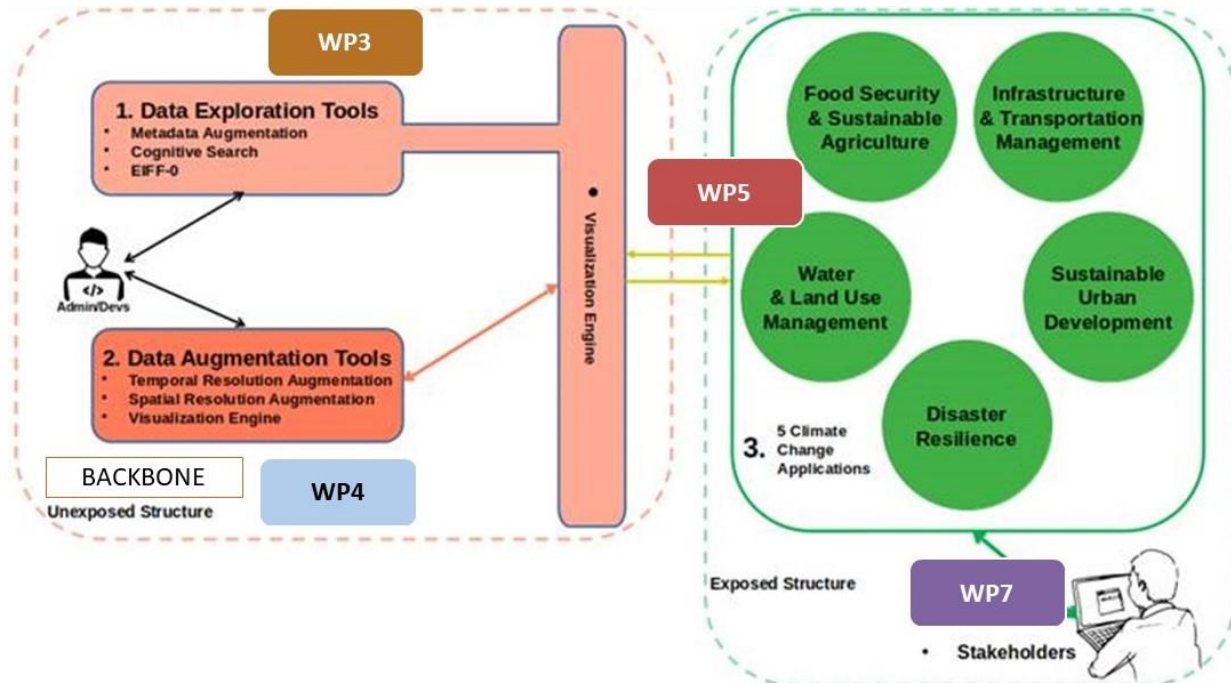 WP3
1. Data Exploration Tools
• Metadata Augmentation
• Cognitive Search
• EIFF-0
</>
Admin/Devs
2. Data Augmentation Tools
• Temporal Resolution Augmentation
• Spatial Resolution Augmentation
• Visualization Engine
BACKBONE
Unexposed Structure
WP4
• Visualization Engine
WP5
Food Security
& Sustainable
Agriculture
Infrastructure
& Transportation
Management
Water
& Land Use
Management
Sustainable
Urban
Development
Disaster
Resilience
3. 5 Climate
Change
Applications
Exposed Structure
WP7
• Stakeholders